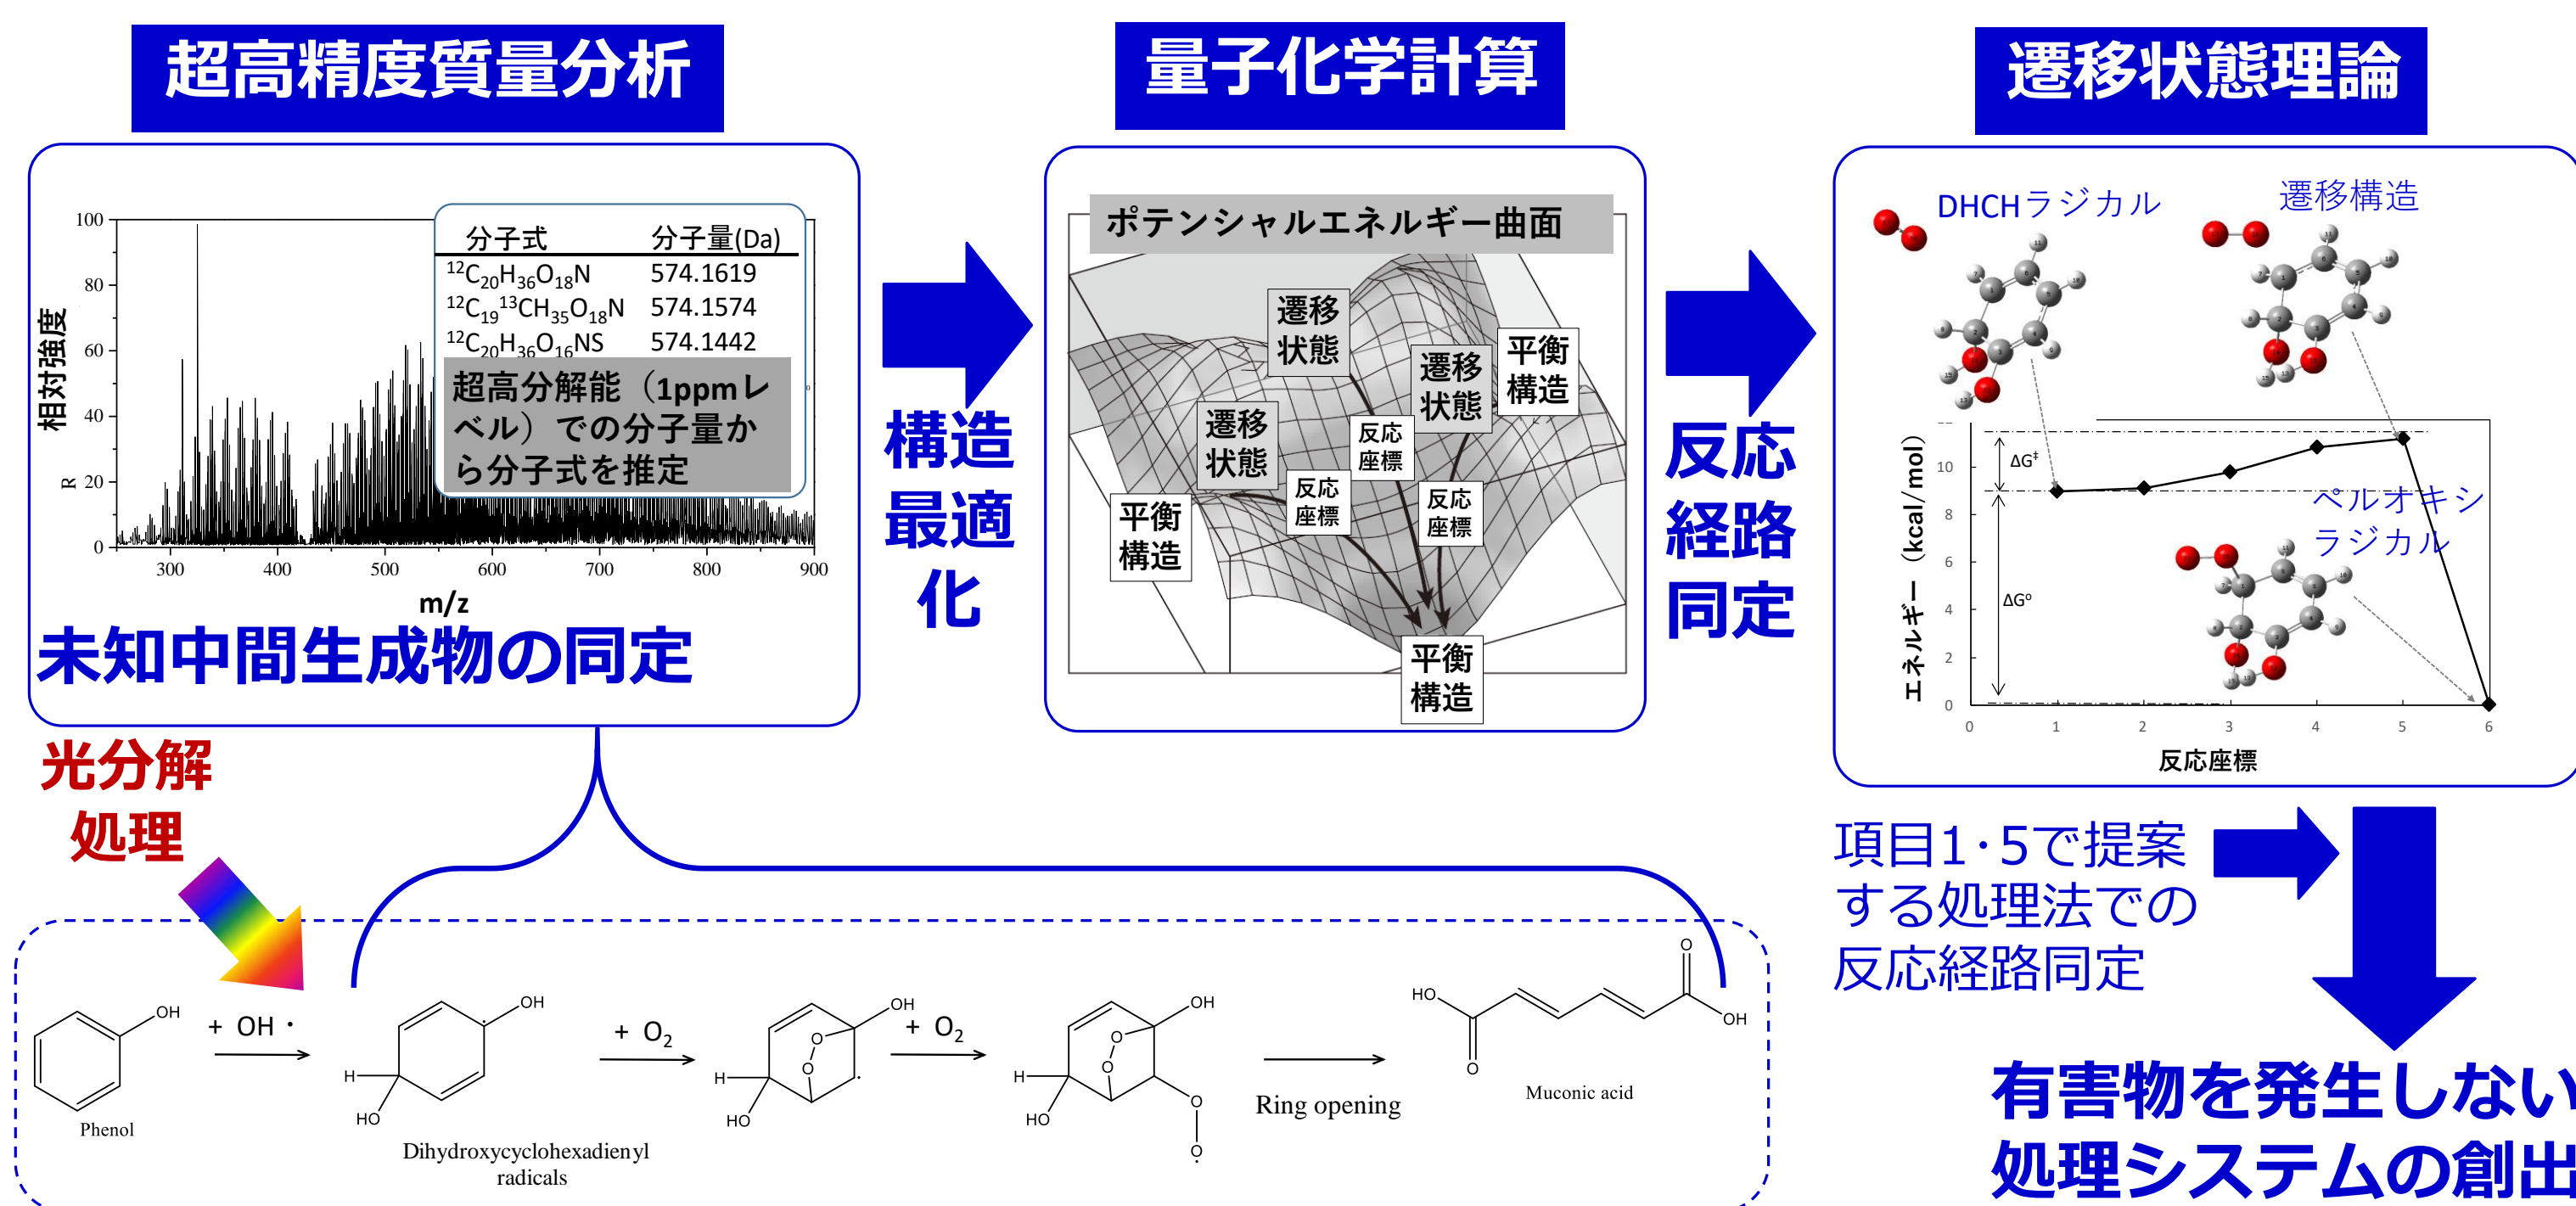 超高精度質量分析
量子化学計算
遷移状態理論
100
80
60
40
20
0
相対強度
R
分子式 分子量(Da)
¹²C₂₀H₃₆O₁₈N 574.1619
¹²C₁₉¹³CH₃₅O₁₈N 574.1574
¹²C₂₀H₃₆O₁₆NS 574.1442
超高分解能（1ppmレ
ベル）での分子量か
ら分子式を推定
300 400 500 600 700 800 900
m/z
未知中間生成物の同定
構造
最適
化
ポテンシャルエネルギー曲面
遷移
状態
遷移
状態
平衡
構造
遷移
状態
反応
座標
反応
座標
反応
座標
平衡
構造
平衡
構造
反応
経路
同定
DHCHラジカル
遷移構造
エネルギー（kcal/mol）
10
8
6
4
2
0
ΔG‡
ΔG⁰
ペルオキシ
ラジカル
0 1 2 3 4 5 6
反応座標
光分解
処理
項目1･5で提案
する処理法での
反応経路同定
OH
Phenol
+ OH・
OH
H
HO
Dihydroxycyclohexadienyl
radicals
+ O₂
OH
O
O
H
HO
+ O₂
OH
O
O
H
HO
O
O
Ring opening
O
HO
OH
O
Muconic acid
有害物を発生しない
処理システムの創出